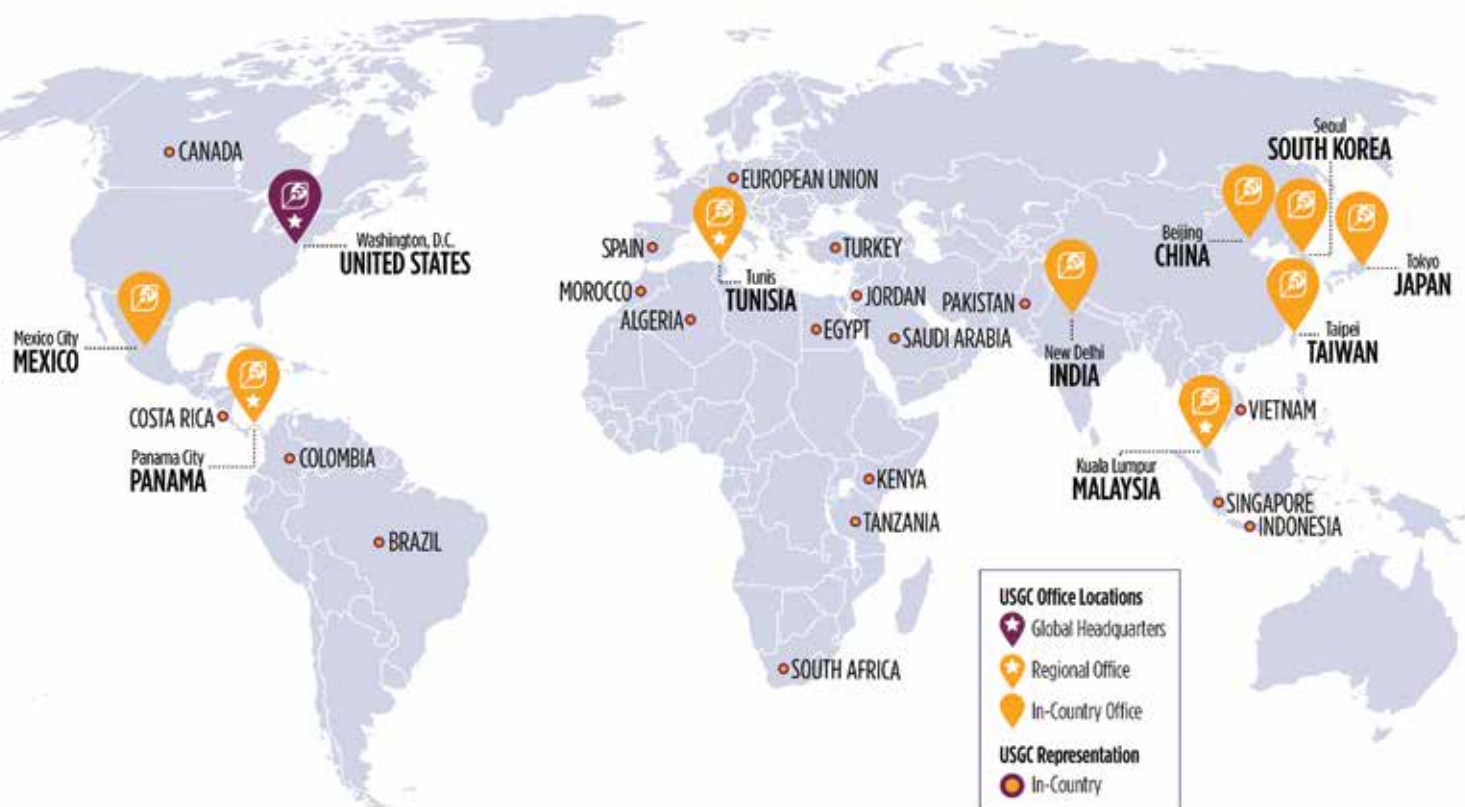 CANADA
Washington, D.C.
UNITED STATES
Mexico City
MEXICO
COSTA RICA
Panama City
PANAMA
COLOMBIA
BRAZIL
EUROPEAN UNION
SPAIN
TURKEY
MOROCCO
Tunis
TUNISIA
ALGERIA
JORDAN
EGYPT
SAUDI ARABIA
PAKISTAN
KENYA
TANZANIA
SOUTH AFRICA
New Delhi
INDIA
Seoul
SOUTH KOREA
Beijing
CHINA
Tokyo
JAPAN
Taipei
TAIWAN
VIETNAM
Kuala Lumpur
MALAYSIA
SINGAPORE
INDONESIA
USGC Office Locations
Global Headquarters
Regional Office
In-Country Office
USGC Representation
In-Country